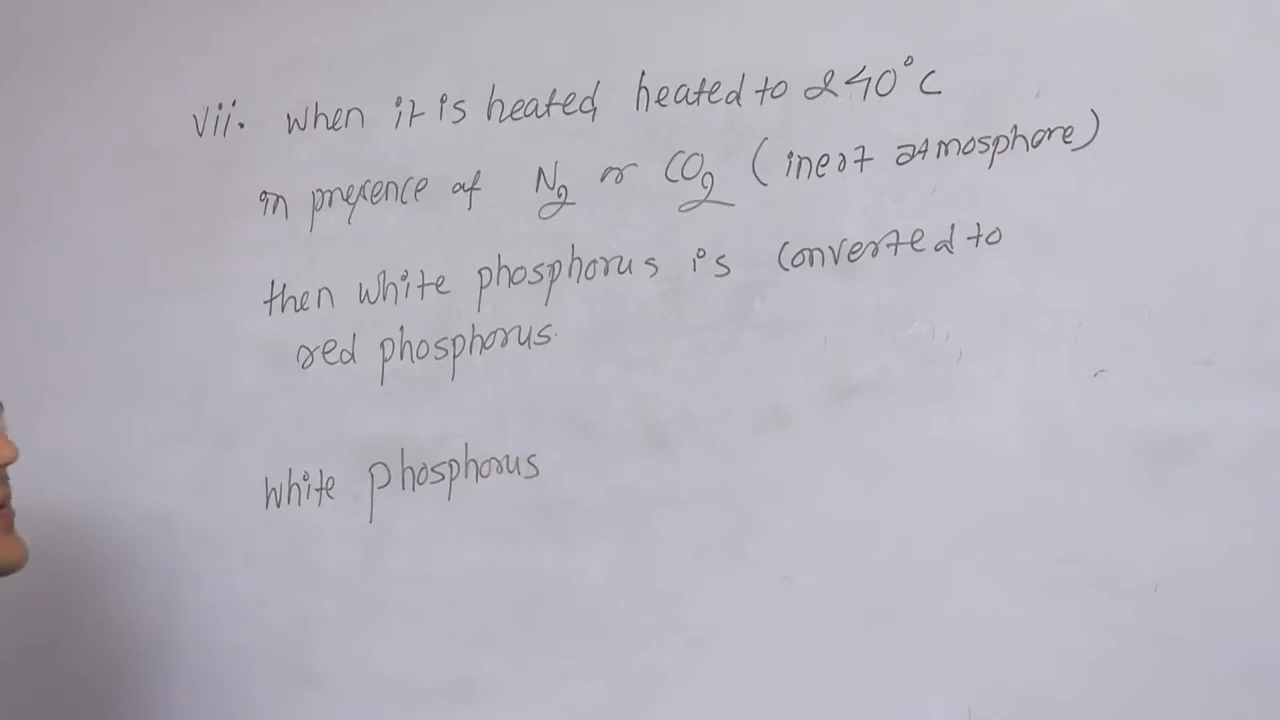 vii. when it is heated heated to 240°C
in presence of N₂ or CO₂ (inert atmosphore)
then white phosphorus is converted to
red phosphorus.
white phosphorus